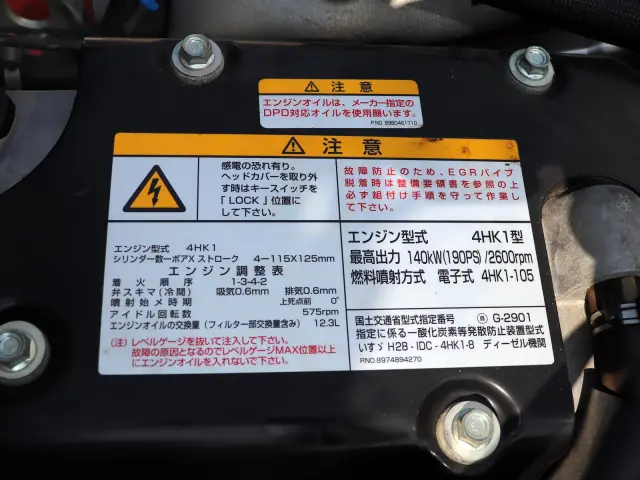 注意
エンジンオイルは、メーカー指定の
DPD対応オイルを使用願います。
P.NO 8980461710
注意
感電の恐れ有り。
ヘッドカバーを取り外
す時はキースイッチを
「LOCK」位置に
して下さい。
故障防止のため、EGRパイプ
脱着時は整備要領書を参照の上
必ず組付け手順を守って作業し
て下さい。
エンジン型式 4HK1
シリンダー数ーボアX ストローク 4ー115X125mm
エンジン調整表
着火順序 1-3-4-2
弁スキマ(冷間) 吸気0.6mm 排気0.6mm
噴射始メ時期 上死点前 0°
アイドル回転数 575rpm
エンジンオイルの交換量(フィルター部交換量含み) 12.3L
(注)レベルゲージを抜いて注入して下さい。
故障の原因となるのでレベルゲージMAX位置以上
にエンジンオイルを入れないで下さい。
エンジン型式 4HK1型
最高出力 140kW(190PS)/2600rpm
燃料噴射方式 電子式 4HK1-105
国土交通省型式指定番号 G-2901
指定に係る一酸化炭素等発散防止装置型式
いすゞ H28-IDC-4HK1-8 ディーゼル機関
P.NO.8974894270